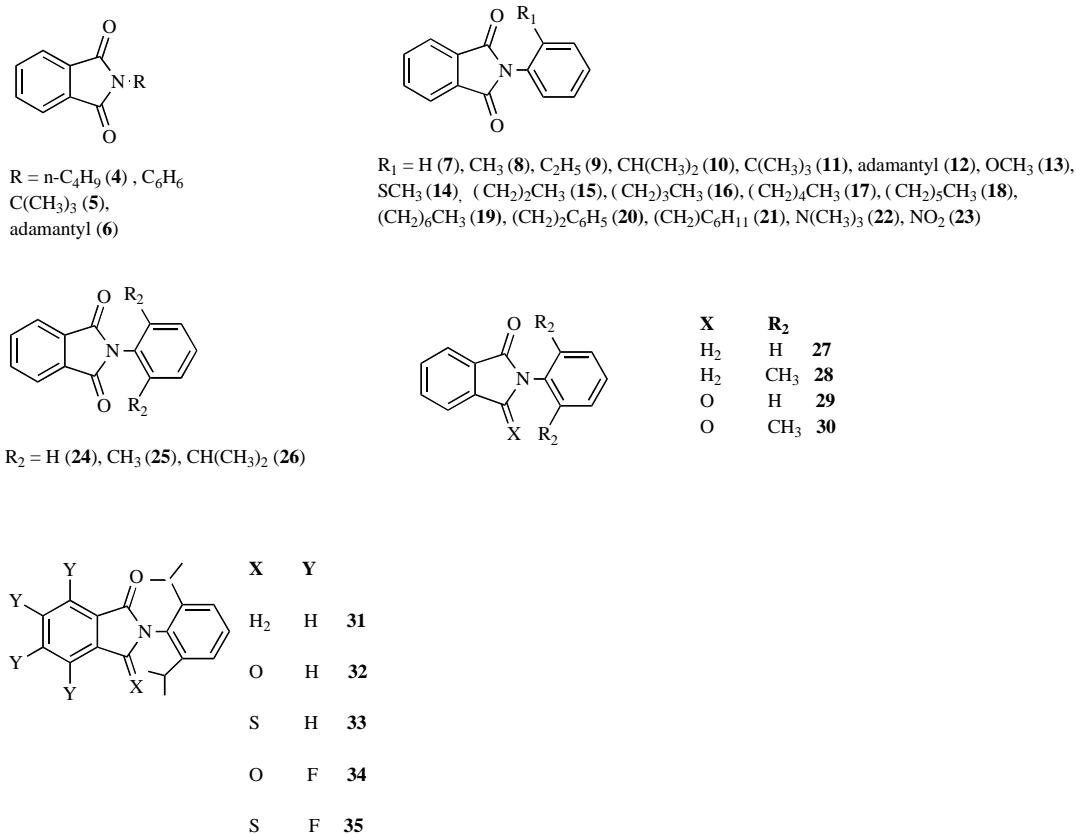 O
N
R
O
R = n-C4H9 (4) , C6H6
C(CH3)3 (5),
adamantyl (6)
O
R1
N
O
R1 = H (7), CH3 (8), C2H5 (9), CH(CH3)2 (10), C(CH3)3 (11), adamantyl (12), OCH3 (13),
SCH3 (14), (CH2)2CH3 (15), (CH2)3CH3 (16), (CH2)4CH3 (17), (CH2)5CH3 (18),
(CH2)6CH3 (19), (CH2)2C6H5 (20), (CH2)C6H11 (21), N(CH3)3 (22), NO2 (23)
O
R2
N
O
R2
R2 = H (24), CH3 (25), CH(CH3)2 (26)
O
R2
N
X
R2
X R2
H2 H 27
H2 CH3 28
O H 29
O CH3 30
Y
O
Y
N
Y
X
Y
X Y
H2 H 31
O H 32
S H 33
O F 34
S F 35